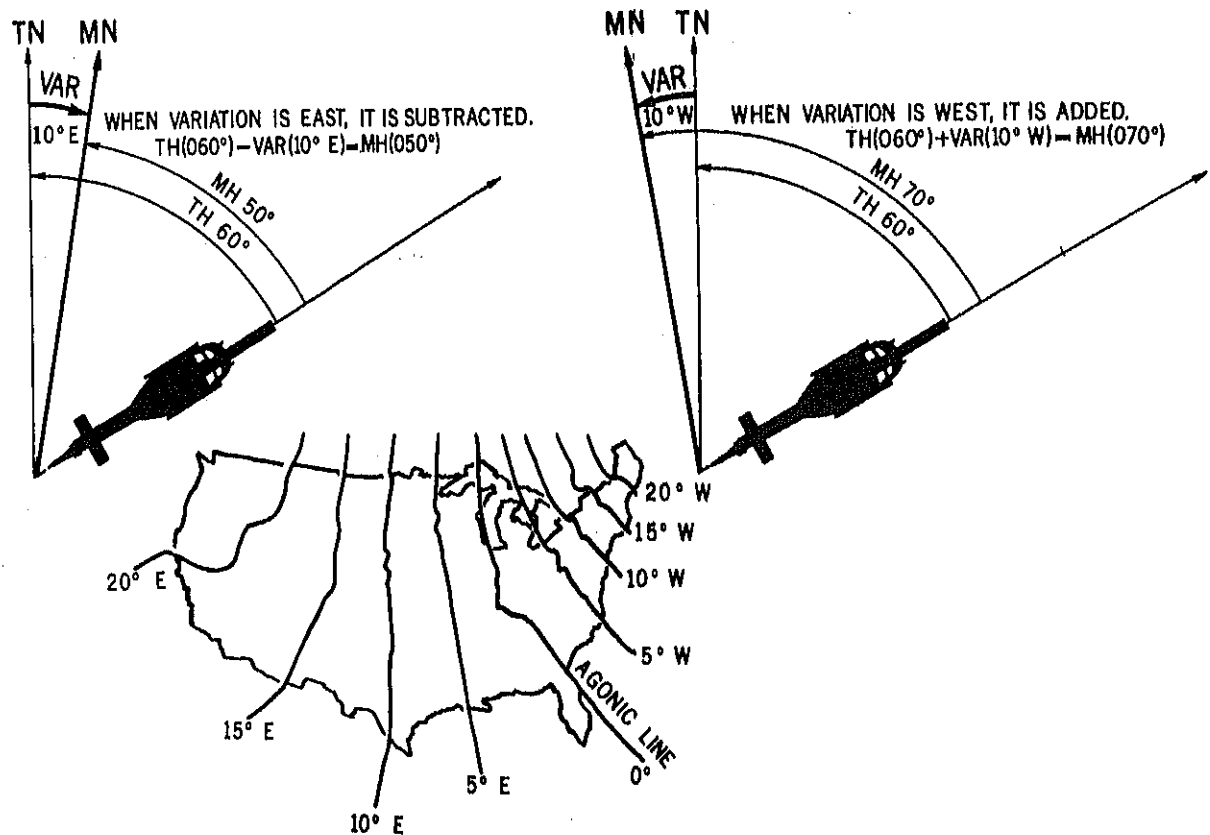 TN MN
VAR
10° E
WHEN VARIATION IS EAST, IT IS SUBTRACTED.
TH(060°)–VAR(10° E)–MH(050°)
MH 50°
TH 60°
MN TN
VAR
10° W
WHEN VARIATION IS WEST, IT IS ADDED.
TH(060°)+VAR(10° W)–MH(070°)
MH 70°
TH 60°
20° E
15° E
10° E
5° E
AGONIC LINE
0°
5° W
10° W
15° W
20° W